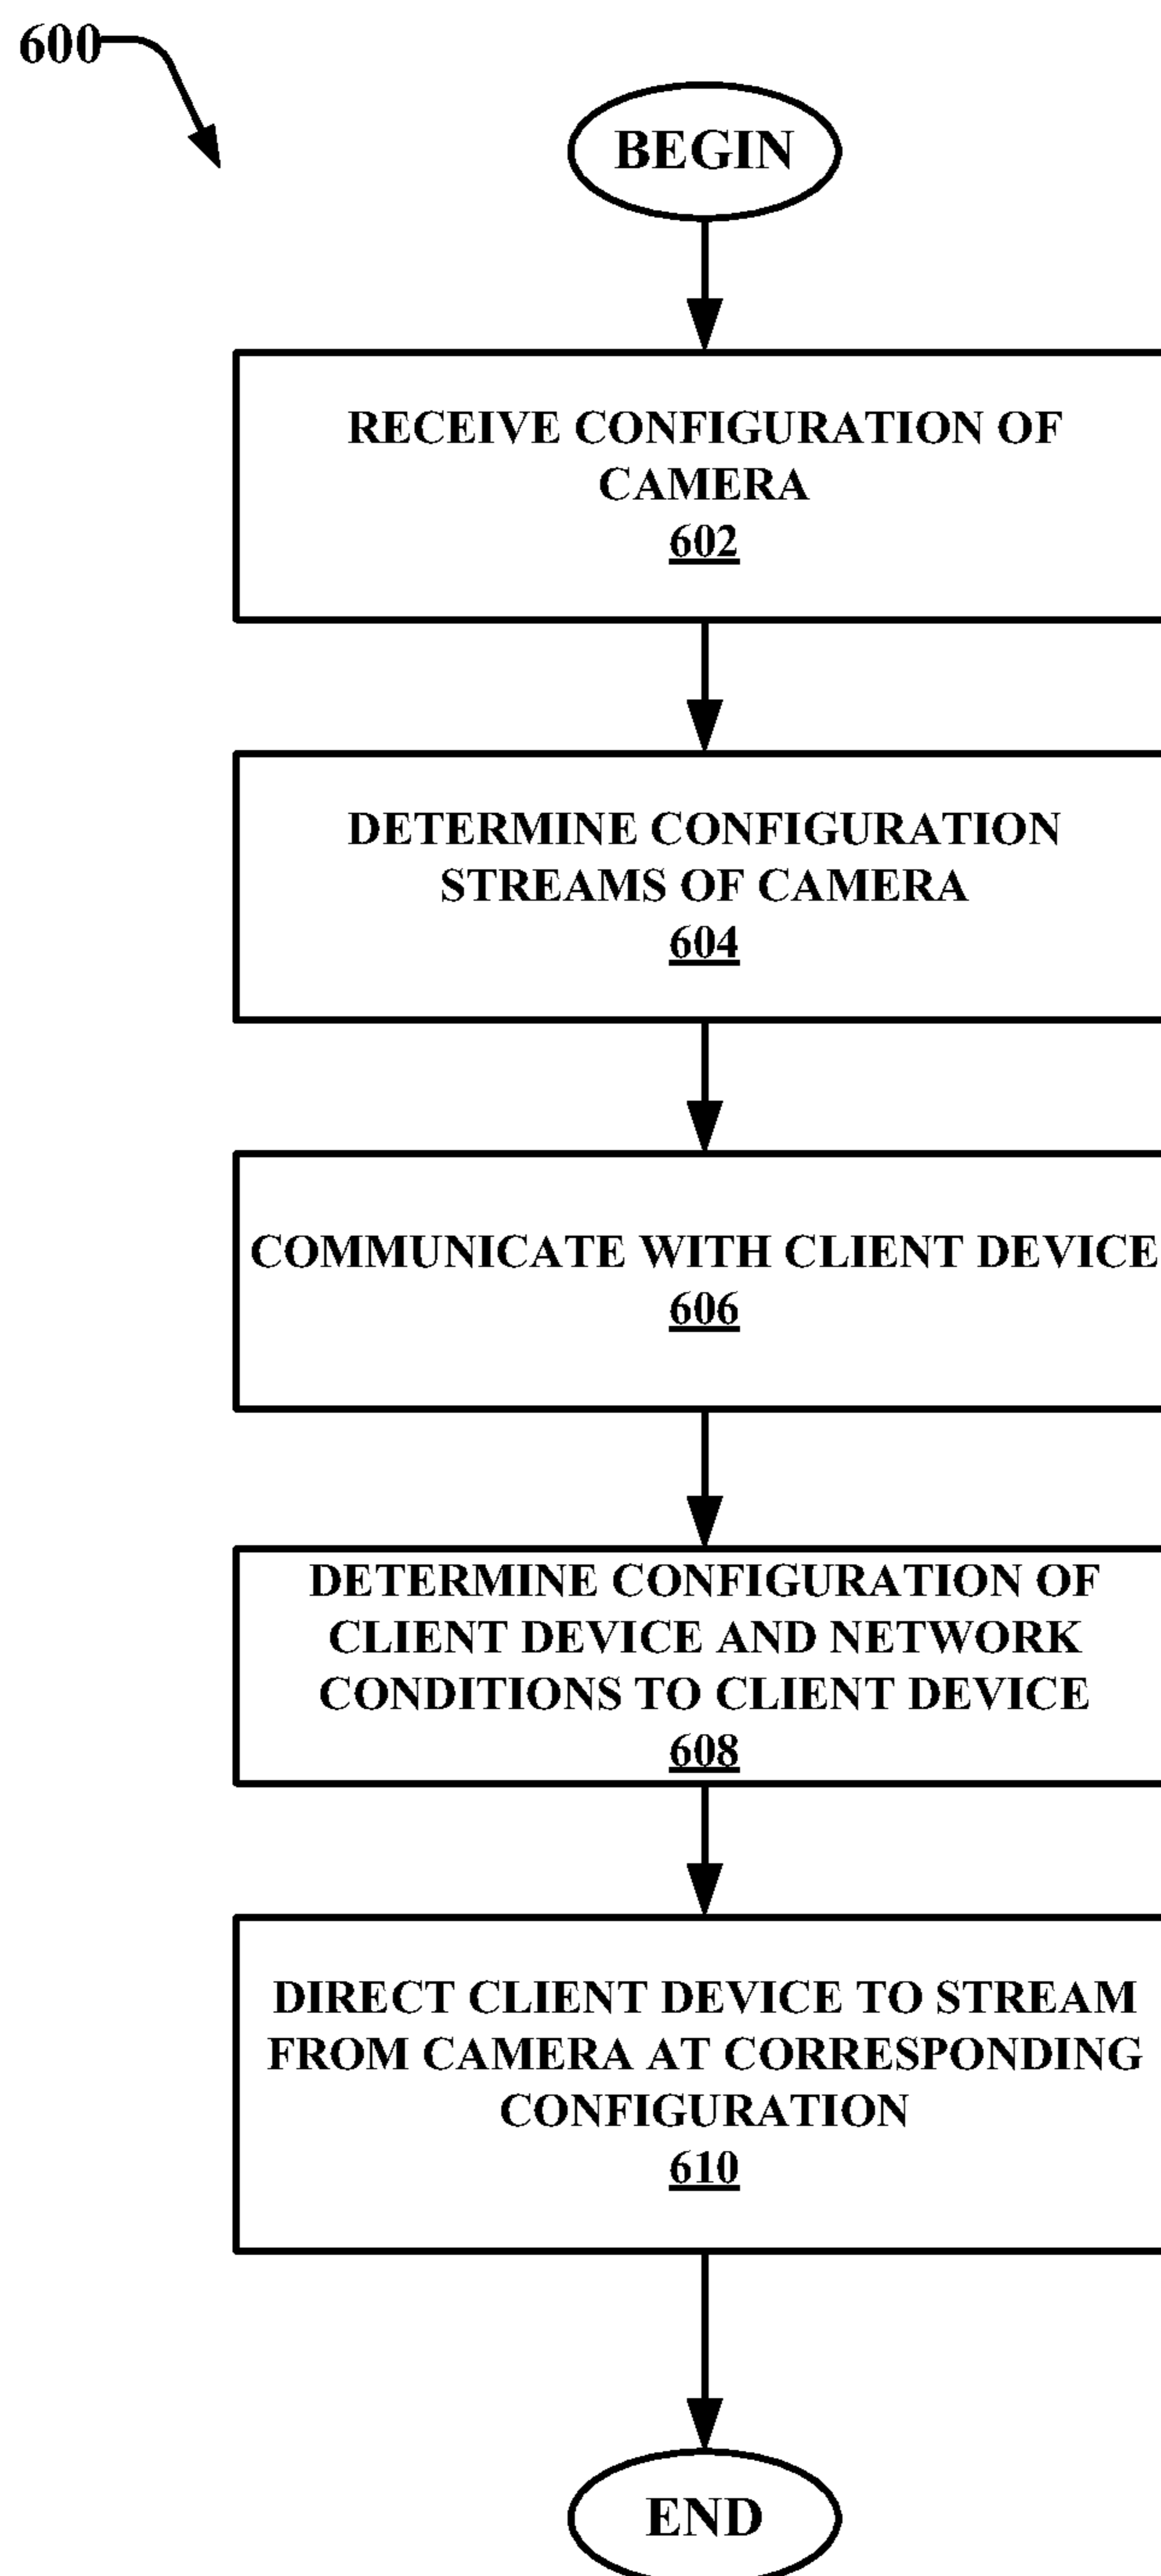 600
BEGIN
RECEIVE CONFIGURATION OF
CAMERA
602
DETERMINE CONFIGURATION
STREAMS OF CAMERA
604
COMMUNICATE WITH CLIENT DEVICE
606
DETERMINE CONFIGURATION OF
CLIENT DEVICE AND NETWORK
CONDITIONS TO CLIENT DEVICE
608
DIRECT CLIENT DEVICE TO STREAM
FROM CAMERA AT CORRESPONDING
CONFIGURATION
610
END